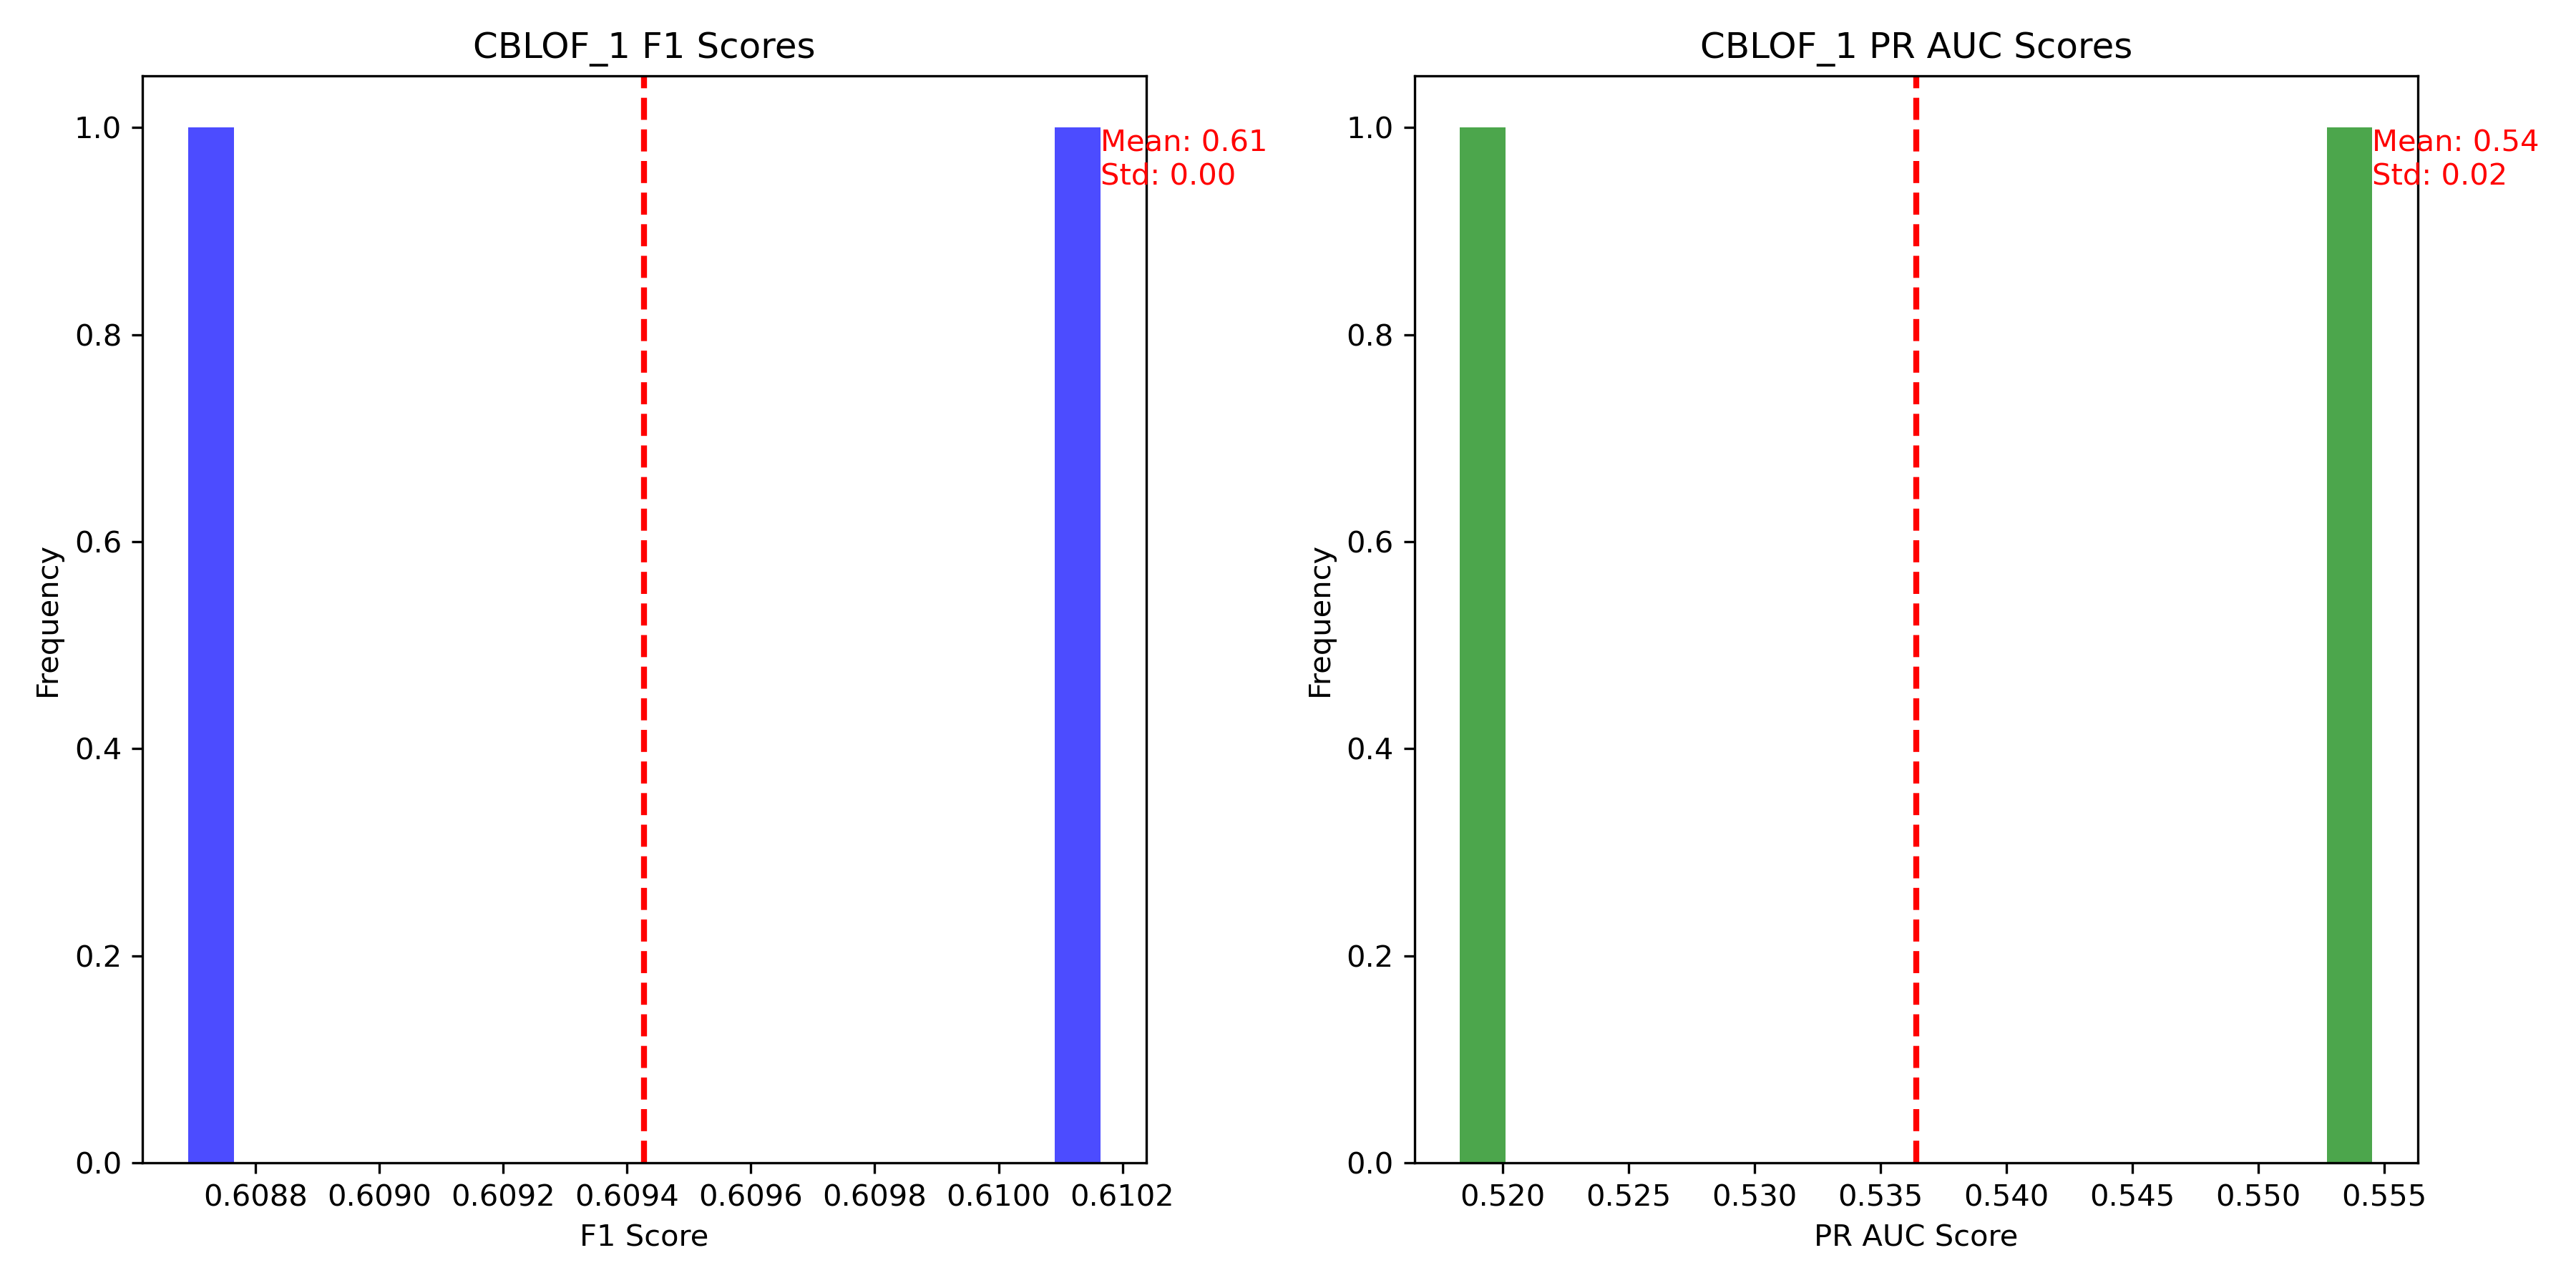 CBLOF_1 F1 Scores
1.0
0.8
0.6
0.4
0.2
0.0
Frequency
Mean: 0.61
Std: 0.00
0.6088 0.6090 0.6092 0.6094 0.6096 0.6098 0.6100 0.6102
F1 Score
CBLOF_1 PR AUC Scores
1.0
0.8
0.6
0.4
0.2
0.0
Frequency
Mean: 0.54
Std: 0.02
0.520 0.525 0.530 0.535 0.540 0.545 0.550 0.555
PR AUC Score